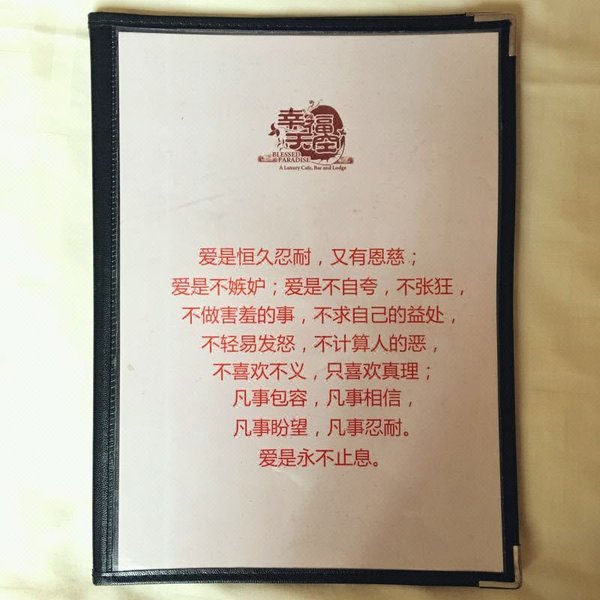 幸福
天空
BLESSED
PARADISE
A Luxury Cafe, Bar and Lodge
爱是恒久忍耐，又有恩慈；
爱是不嫉妒；爱是不自夸，不张狂，
不做害羞的事，不求自己的益处，
不轻易发怒，不计算人的恶，
不喜欢不义，只喜欢真理；
凡事包容，凡事相信，
凡事盼望，凡事忍耐。
爱是永不止息。